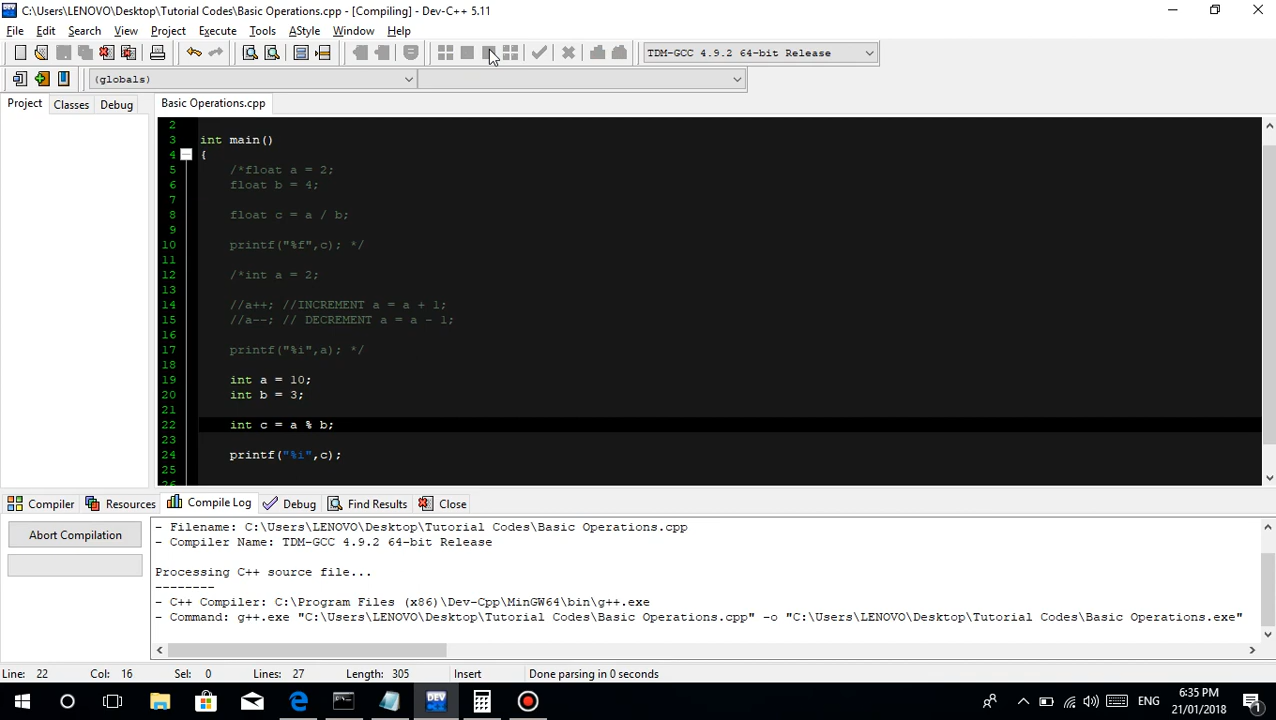 C:\Users\LENOVO\Desktop\Tutorial Codes\Basic Operations.cpp - [Compiling] - Dev-C++ 5.11
File Edit Search View Project Execute Tools AStyle Window Help
TDM-GCC 4.9.2 64-bit Release
(globals)
Project Classes Debug Basic Operations.cpp
2
3 int main()
4 {
5 /*float a = 2;
6 float b = 4;
7
8 float c = a / b;
9
10 printf("%f",c); */
11
12 /*int a = 2;
13
14 //a++; //INCREMENT a = a + 1;
15 //a--; // DECREMENT a = a - 1;
16
17 printf("%i",a); */
18
19 int a = 10;
20 int b = 3;
21
22 int c = a % b;
23
24 printf("%i",c);
25
26
Compiler Resources Compile Log Debug Find Results Close
Abort Compilation
- Filename: C:\Users\LENOVO\Desktop\Tutorial Codes\Basic Operations.cpp
- Compiler Name: TDM-GCC 4.9.2 64-bit Release
Processing C++ source file...
--------
- C++ Compiler: C:\Program Files (x86)\Dev-Cpp\MinGW64\bin\g++.exe
- Command: g++.exe "C:\Users\LENOVO\Desktop\Tutorial Codes\Basic Operations.cpp" -o "C:\Users\LENOVO\Desktop\Tutorial Codes\Basic Operations.exe"
Line: 22 Col: 16 Sel: 0 Lines: 27 Length: 305 Insert Done parsing in 0 seconds
DEV
ENG
6:35 PM
21/01/2018
1